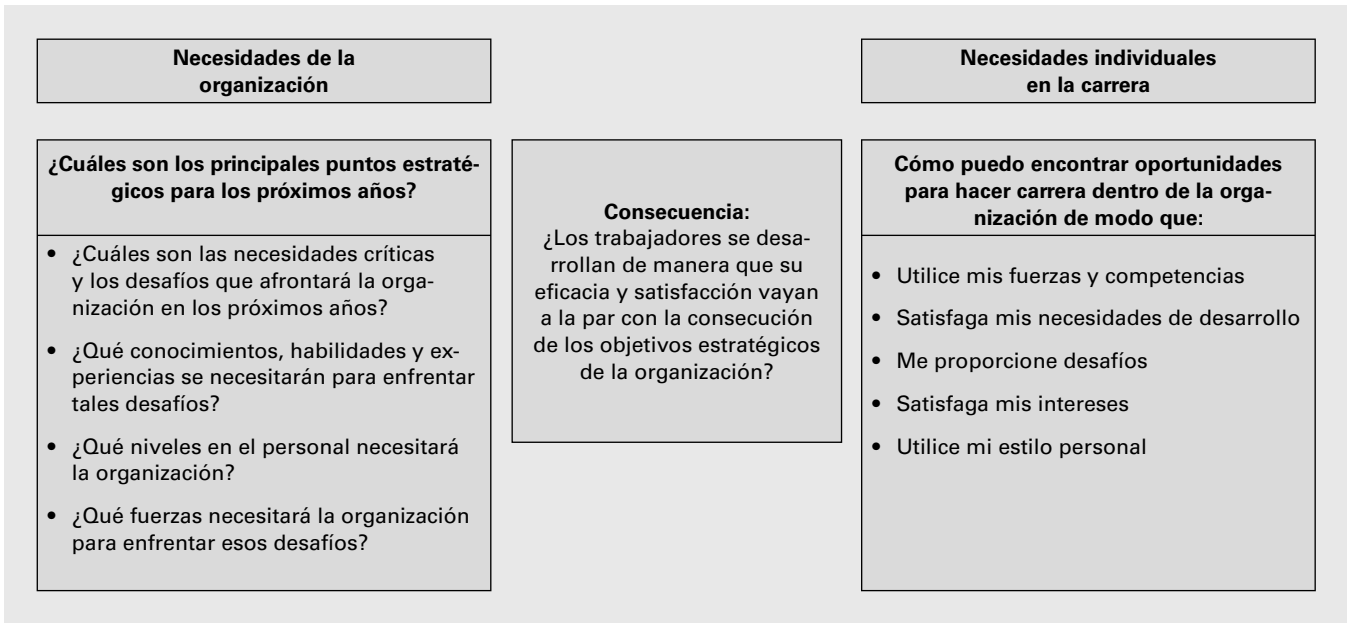 Necesidades de la
organización
Necesidades individuales
en la carrera
¿Cuáles son los principales puntos estraté-
gicos para los próximos años?
• ¿Cuáles son las necesidades críticas
y los desafíos que afrontará la orga-
nización en los próximos años?
• ¿Qué conocimientos, habilidades y ex-
periencias se necesitarán para enfrentar
tales desafíos?
• ¿Qué niveles en el personal necesitará
la organización?
• ¿Qué fuerzas necesitará la organización
para enfrentar esos desafíos?
Consecuencia:
¿Los trabajadores se desa-
rrollan de manera que su
eficacia y satisfacción vayan
a la par con la consecución
de los objetivos estratégicos
de la organización?
Cómo puedo encontrar oportunidades
para hacer carrera dentro de la orga-
nización de modo que:
• Utilice mis fuerzas y competencias
• Satisfaga mis necesidades de desarrollo
• Me proporcione desafíos
• Satisfaga mis intereses
• Utilice mi estilo personal